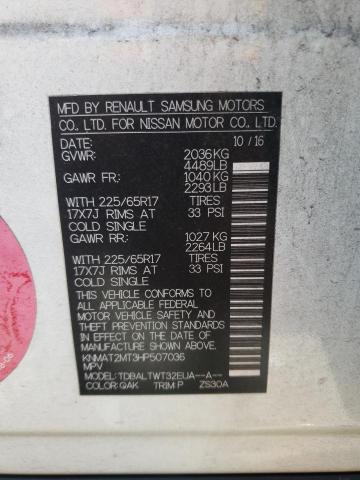 MFD BY RENAULT SAMSUNG MOTORS
CO., LTD. FOR NISSAN MOTOR CO., LTD.
DATE: 10 / 16
GVWR: 2036KG
4489LB
GAWR FR: 1040KG
2293LB
WITH 225/65R17 TIRES
17X7J RIMS AT 33 PSI
COLD SINGLE
GAWR RR: 1027KG
2264LB
WITH 225/65R17 TIRES
17X7J RIMS AT 33 PSI
COLD SINGLE
THIS VEHICLE CONFORMS
TO ALL APPLICABLE FEDERAL
MOTOR VEHICLE SAFETY AND
THEFT PREVENTION STANDARDS
IN EFFECT ON THE DATE OF
MANUFACTURE SHOWN ABOVE.
KNMAT2MT3HP507036
MPV
MODEL: TDBALTWT32EUA--A--
COLOR: QAK TRIM P ZS30A